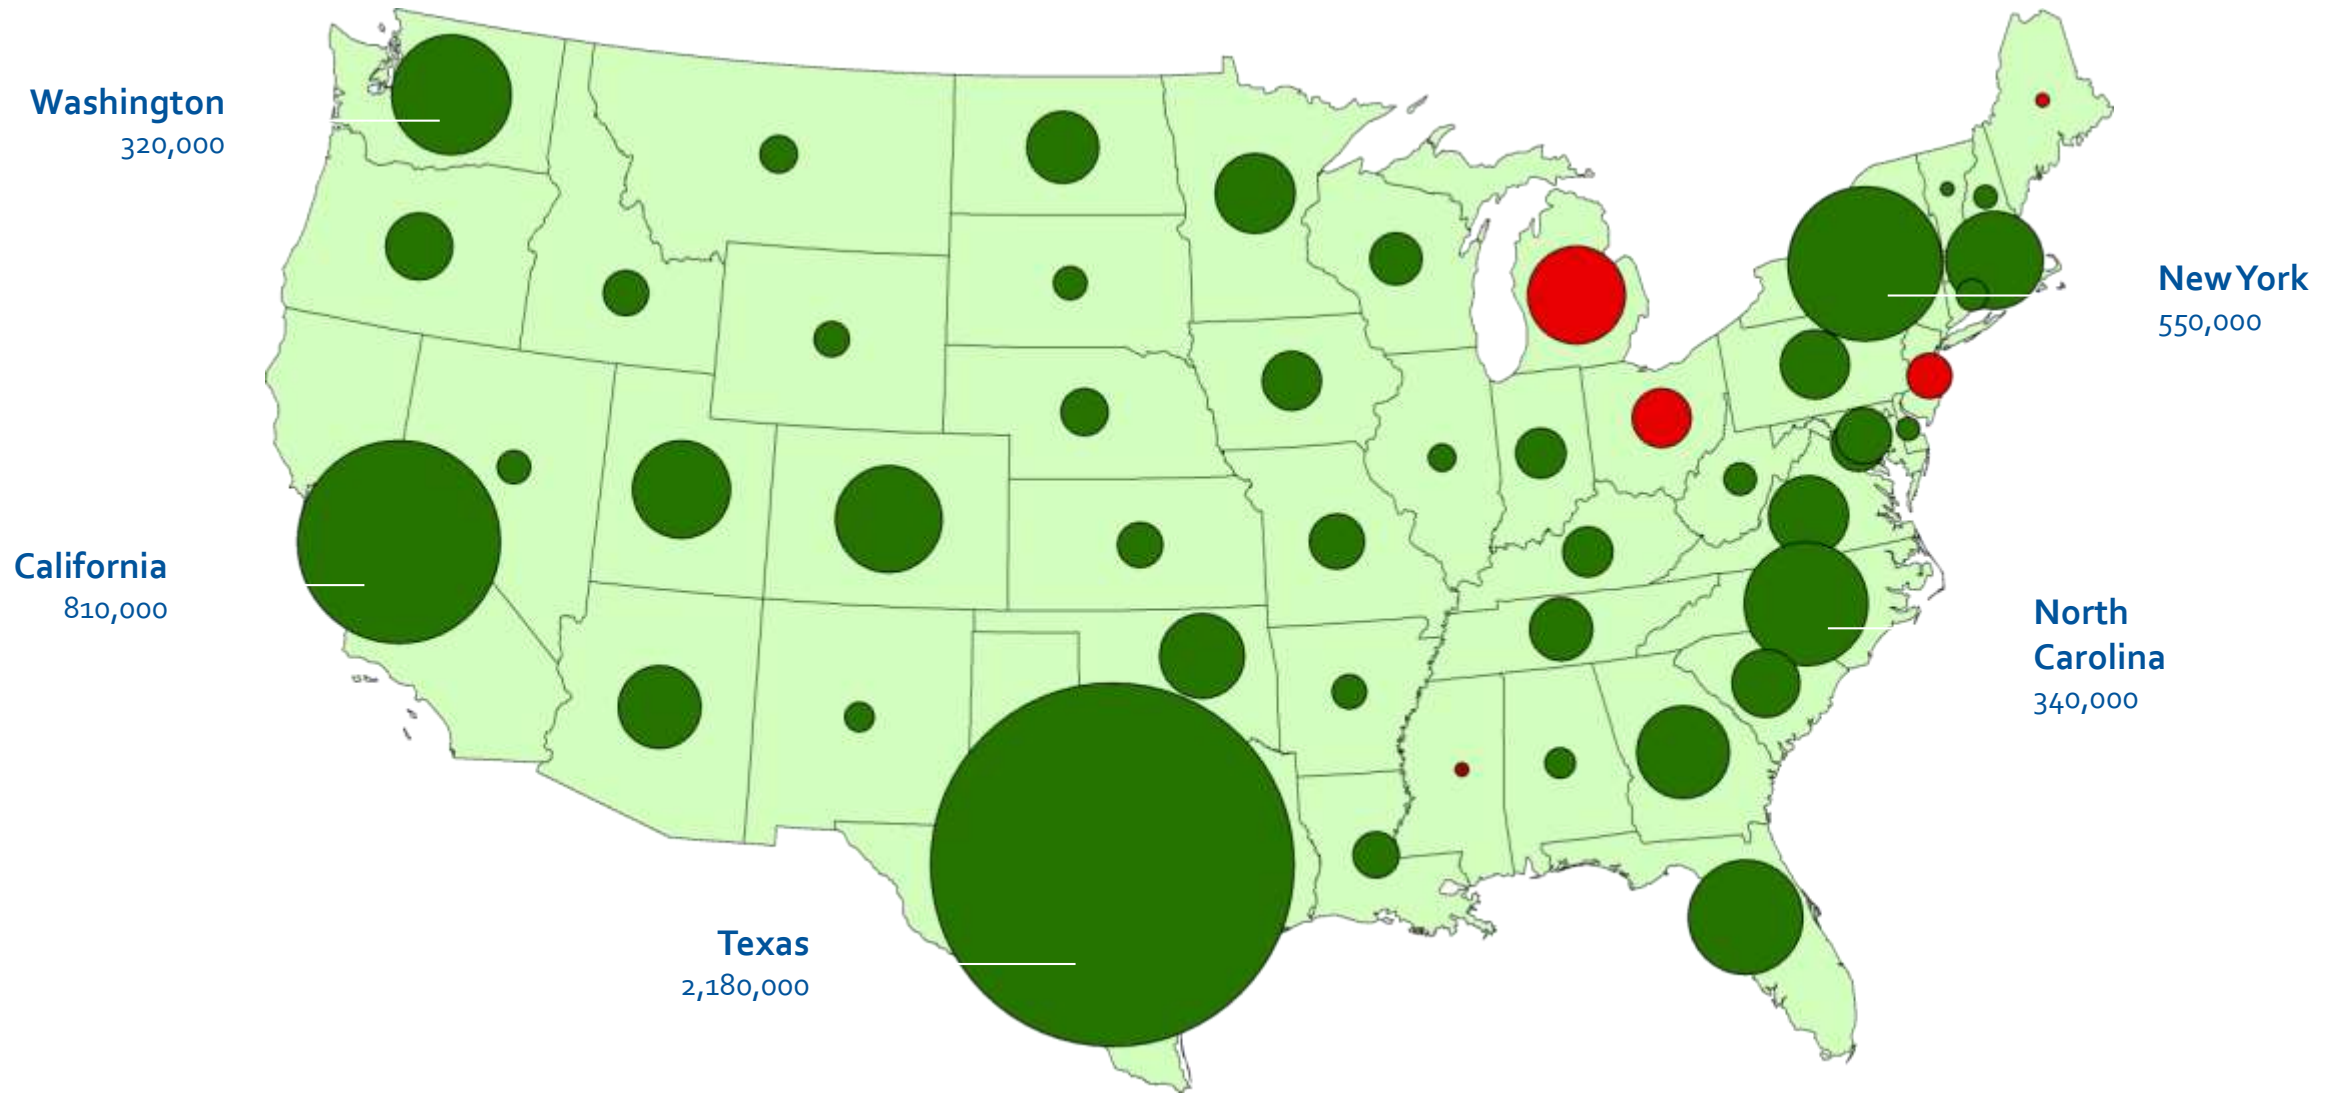 Washington
320,000
New York
550,000
California
810,000
North
Carolina
340,000
Texas
2,180,000